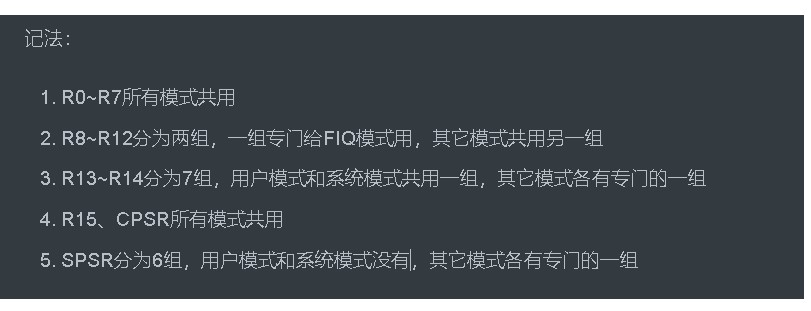 记法：
1. R0~R7所有模式共用
2. R8~R12分为两组，一组专门给FIQ模式用，其它模式共用另一组
3. R13~R14分为7组，用户模式和系统模式共用一组，其它模式各有专门的一组
4. R15、CPSR所有模式共用
5. SPSR分为6组，用户模式和系统模式没有，其它模式各有专门的一组